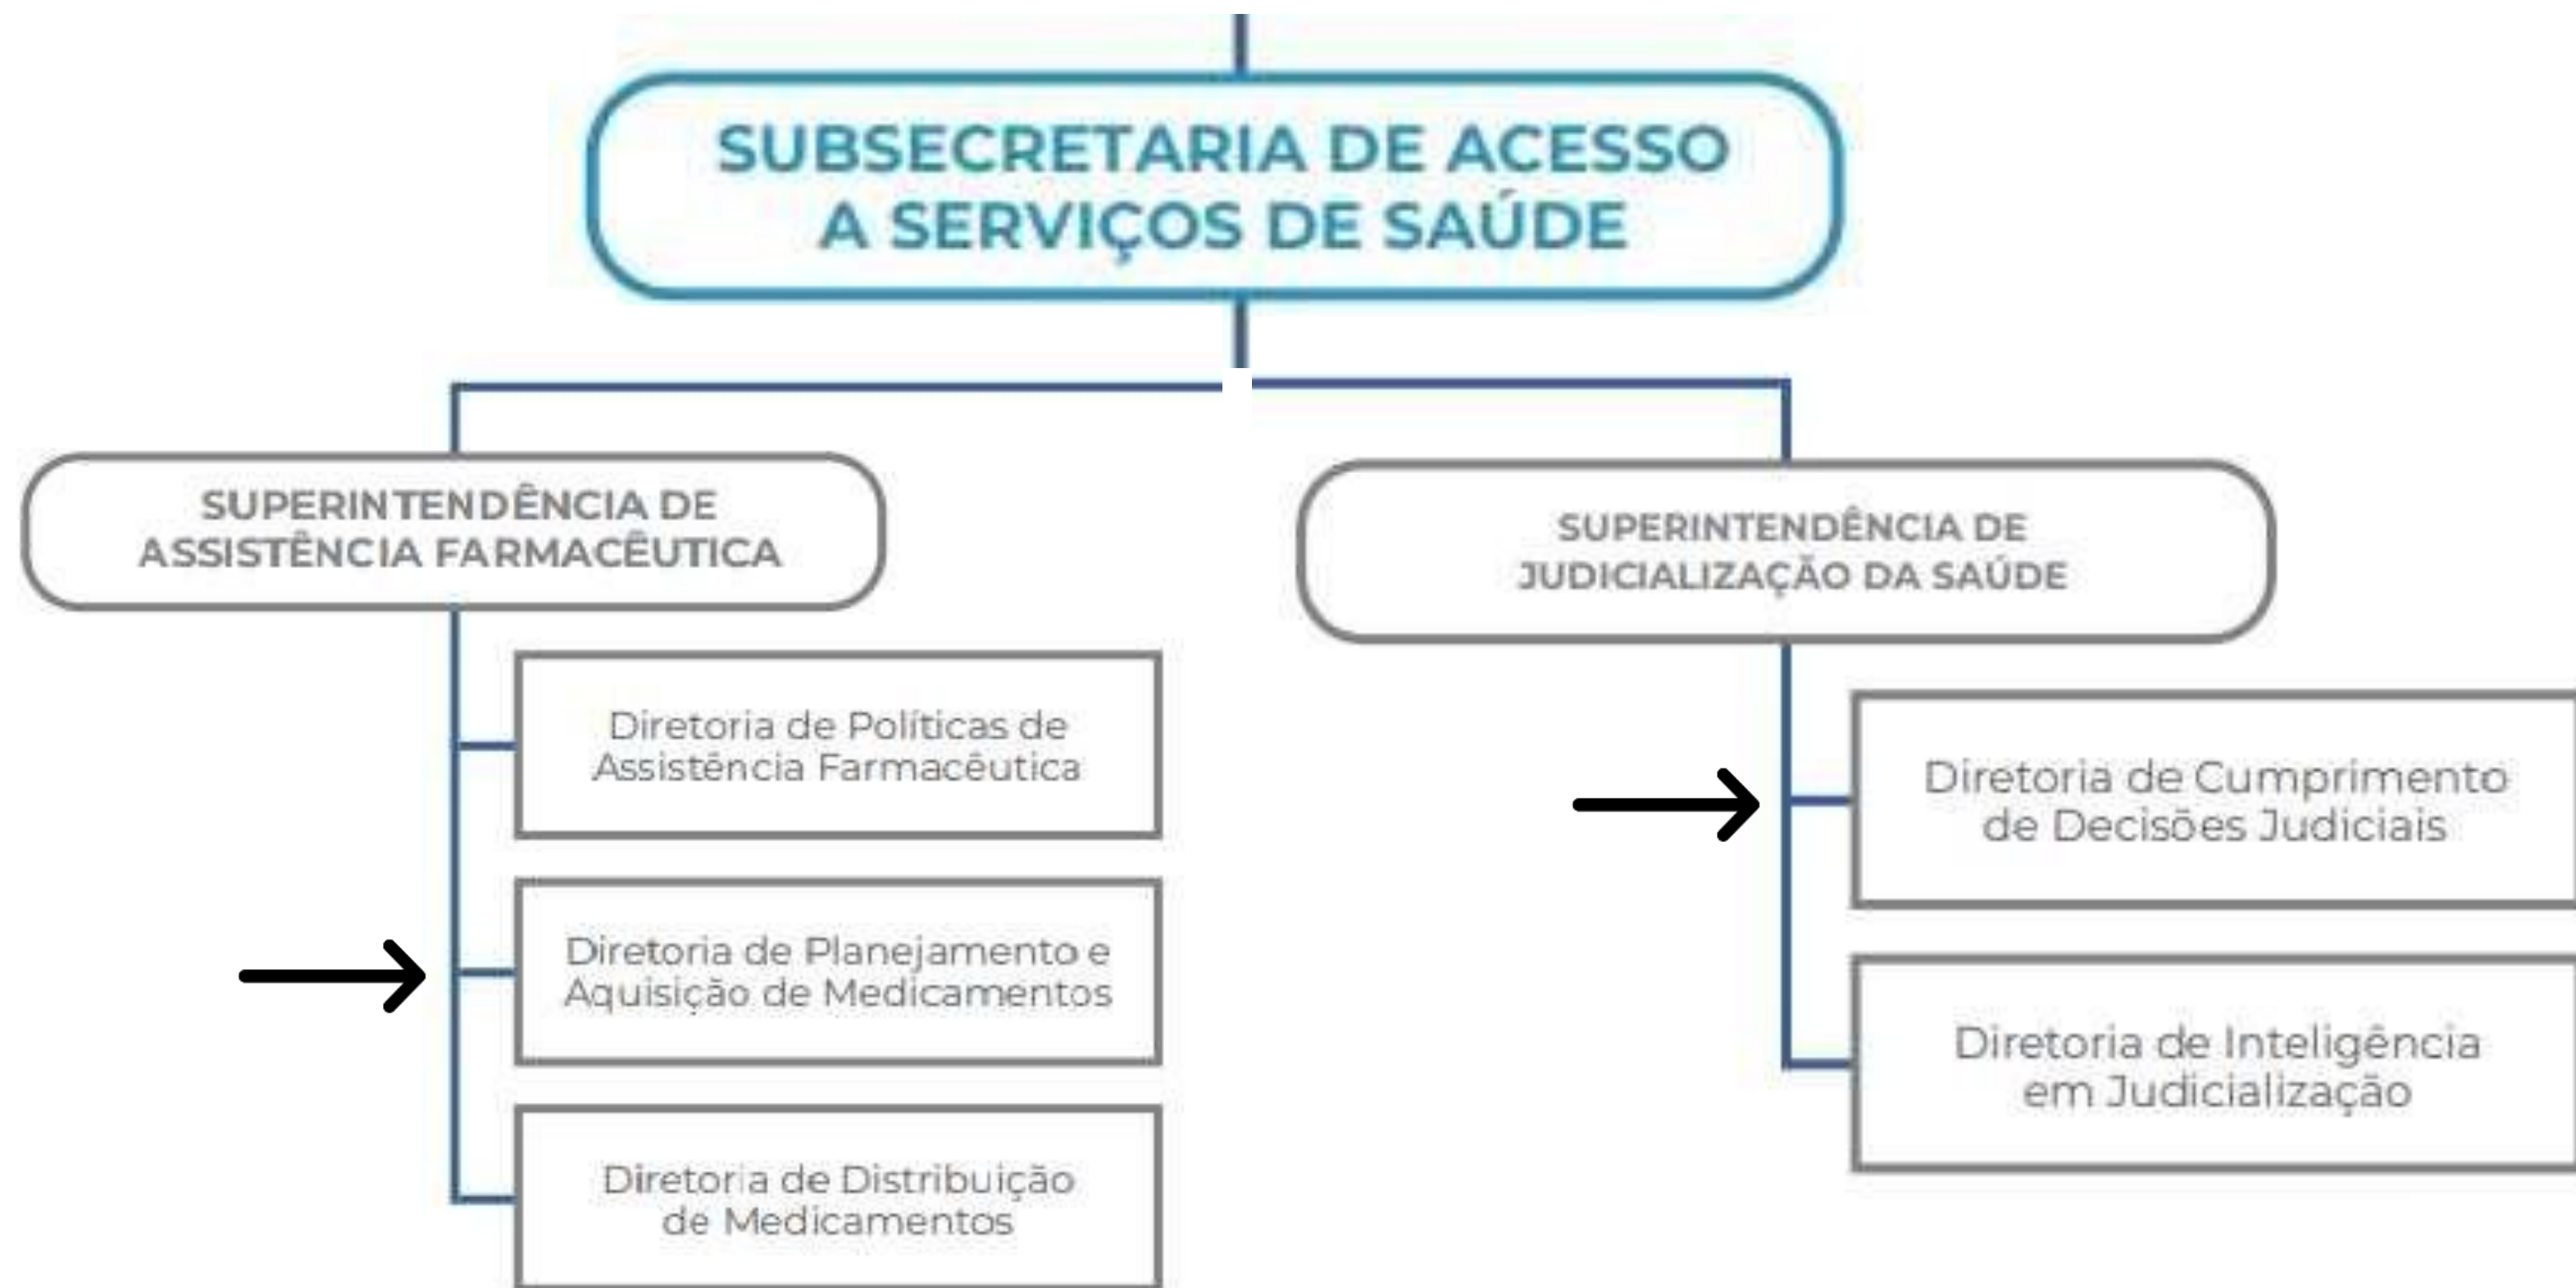 SUBSECRETARIA DE ACESSO
A SERVIÇOS DE SAÚDE
SUPERINTENDÊNCIA DE
ASSISTÊNCIA FARMACÊUTICA
Diretoria de Políticas de
Assistência Farmacêutica
Diretoria de Planejamento e
Aquisição de Medicamentos
Diretoria de Distribuição
de Medicamentos
SUPERINTENDÊNCIA DE
JUDICIALIZAÇÃO DA SAÚDE
Diretoria de Cumprimento
de Decisões Judiciais
Diretoria de Inteligência
em Judicialização